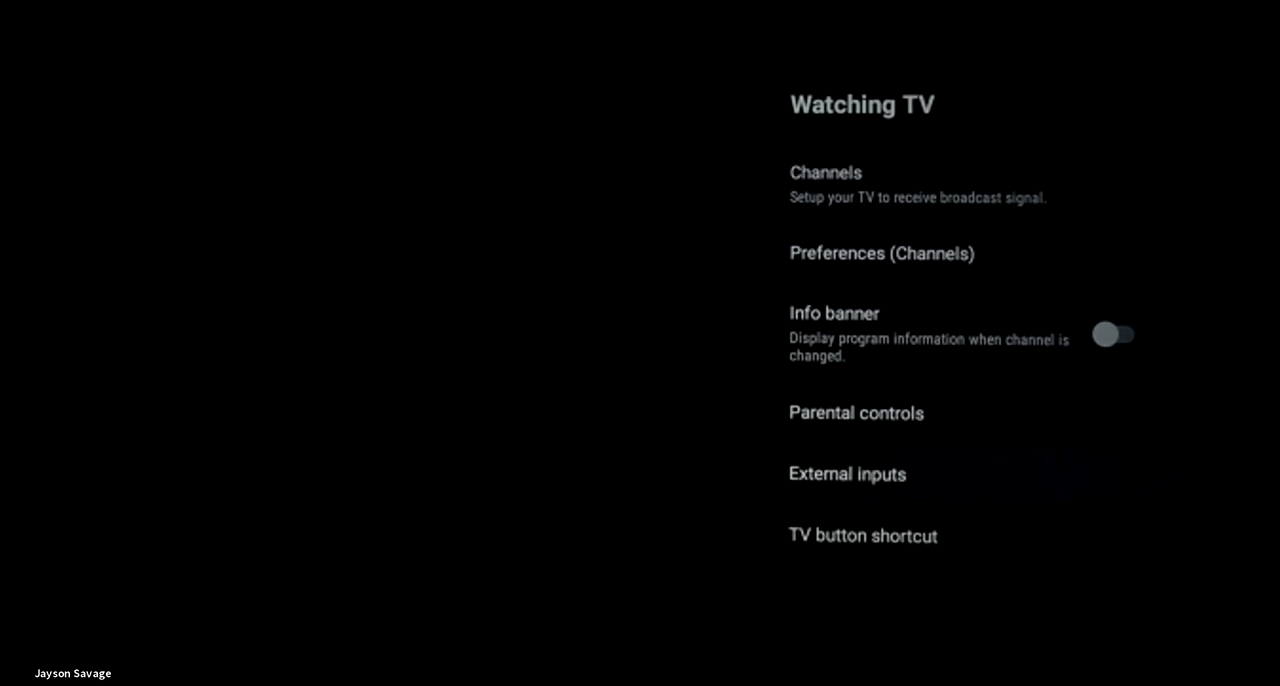 Watching TV
Channels
Setup your TV to receive broadcast signal.
Preferences (Channels)
Info banner
Display program information when channel is
changed.
Parental controls
External inputs
TV button shortcut
Jayson Savage